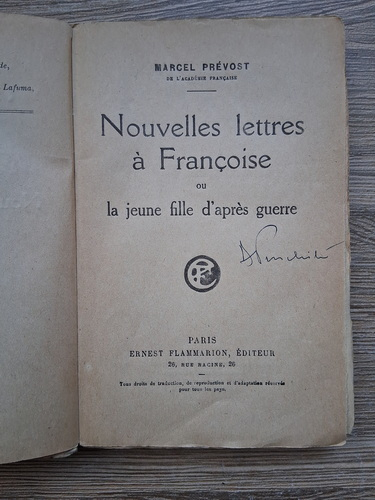 de,
Lafuma.
MARCEL PRÉVOST
DE L'ACADÉMIE FRANÇAISE
Nouvelles lettres
à Françoise
ou
la jeune fille d'après guerre
PARIS
ERNEST FLAMMARION, ÉDITEUR
26, RUE RACINE, 26
Tous droits de traduction, de reproduction et d'adaptation réservés
pour tous les pays.